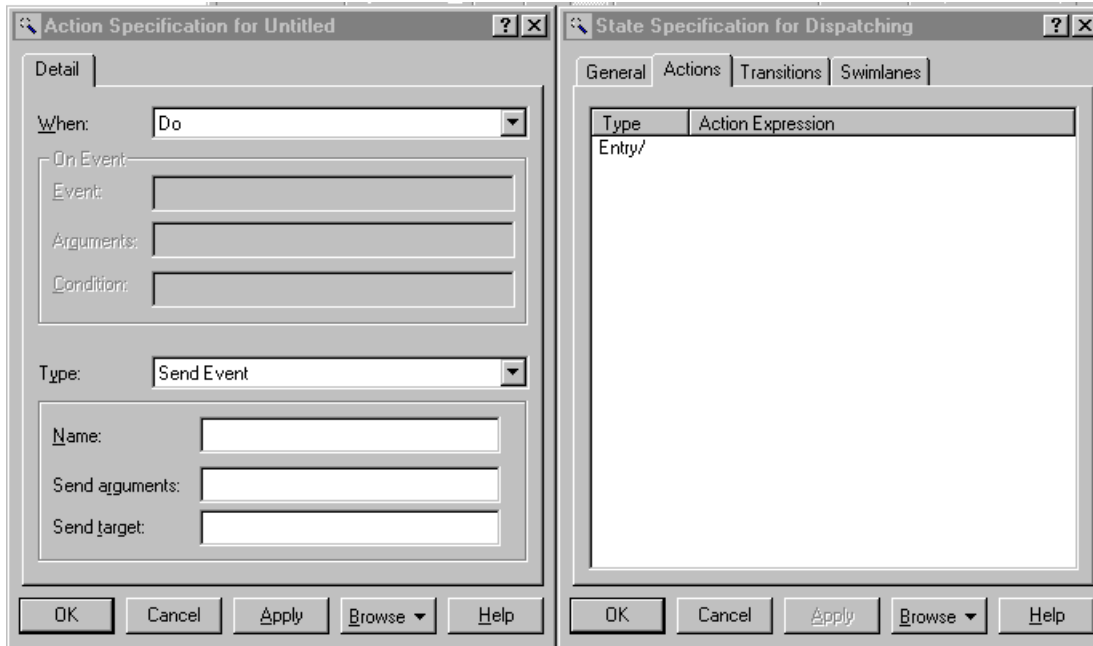 Action Specification for Untitled
Detail
When: Do
On Event
Event:
Arguments:
Condition:
Type: Send Event
Name:
Send arguments:
Send target:
OK Cancel Apply Browse Help
State Specification for Dispatching
General Actions Transitions Swimlanes
Type Action Expression
Entry/
OK Cancel Apply Browse Help